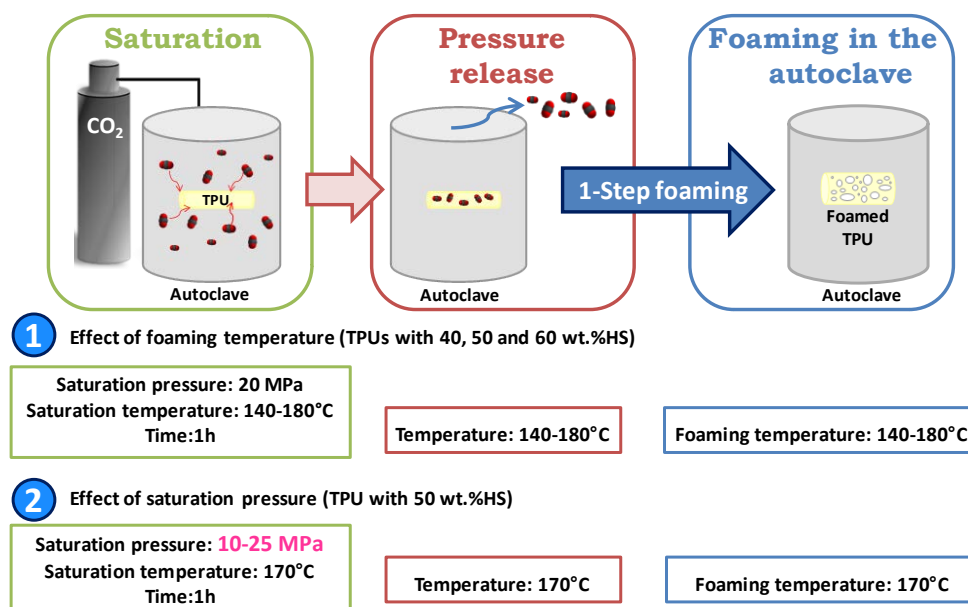 Saturation
Pressure
release
Foaming in the
autoclave
CO₂
TPU
1-Step foaming
Foamed
TPU
Autoclave
Autoclave
Autoclave
1 Effect of foaming temperature (TPUs with 40, 50 and 60 wt.%HS)
Saturation pressure: 20 MPa
Saturation temperature: 140-180°C
Time:1h
Temperature: 140-180°C
Foaming temperature: 140-180°C
2 Effect of saturation pressure (TPU with 50 wt.%HS)
Saturation pressure: 10-25 MPa
Saturation temperature: 170°C
Time:1h
Temperature: 170°C
Foaming temperature: 170°C